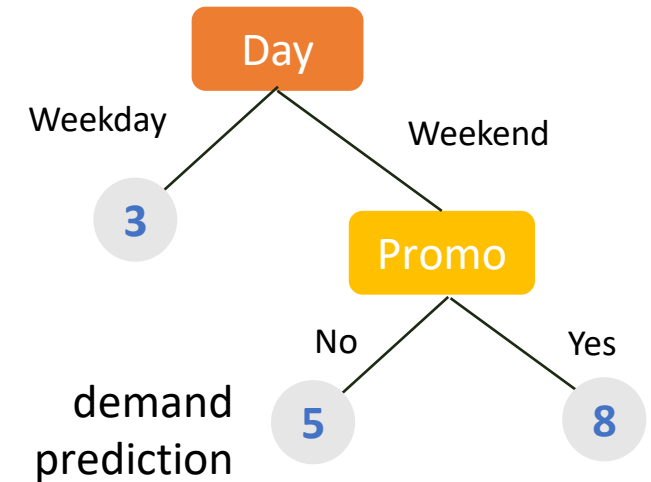 Day
Weekday
Weekend
3
Promo
No
Yes
demand
prediction
5
8